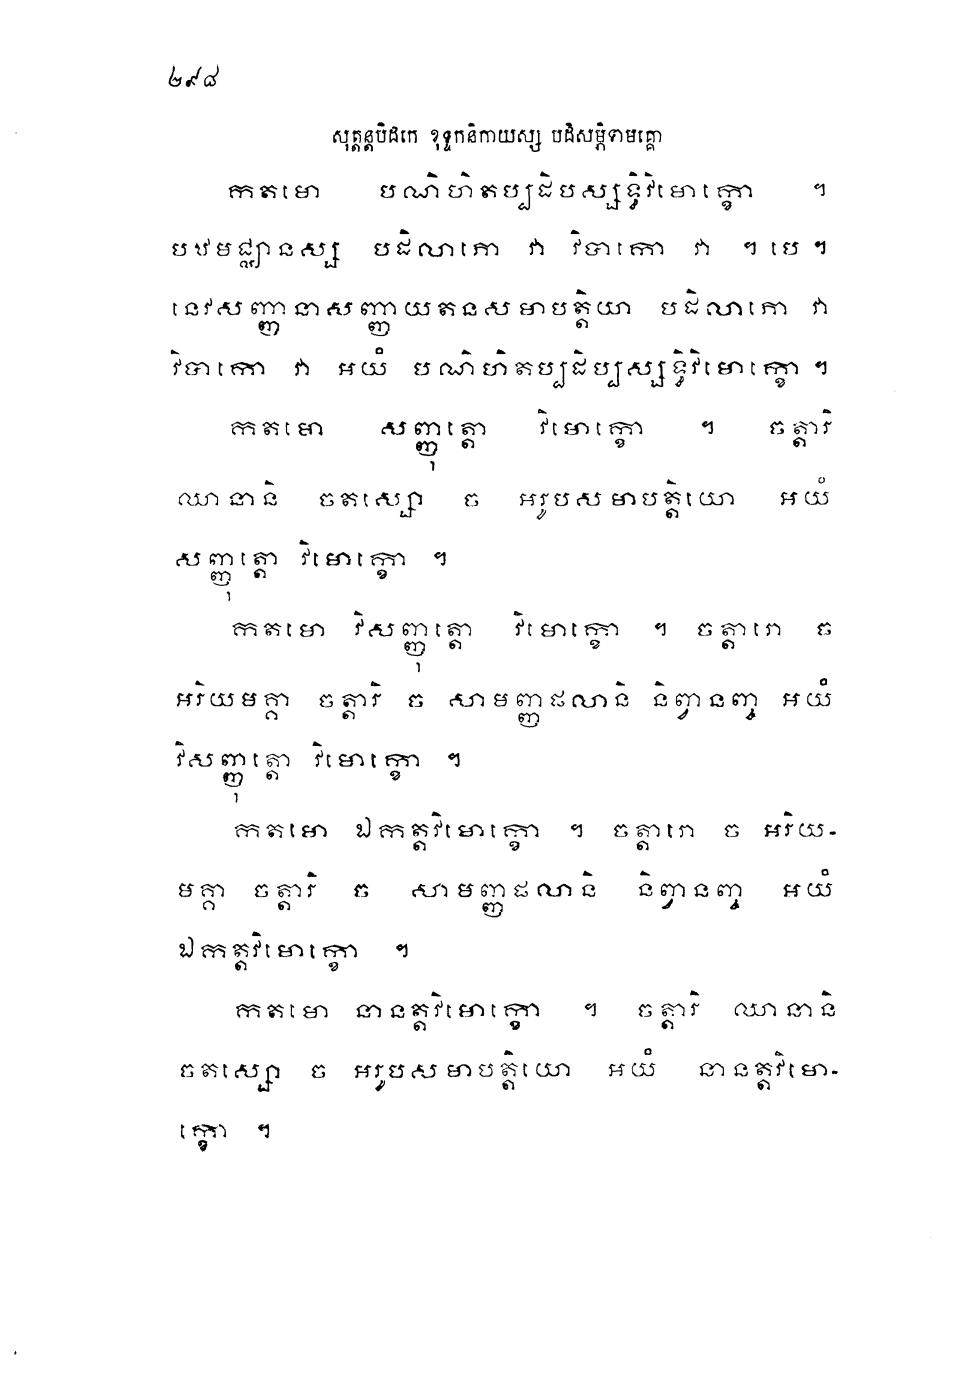 ២៩៨
សុត្តន្តបិដកេ ខុទ្ទកនិកាយស្ស បដិសម្ភិទាមគ្គោ
កតមោ បណិហិតប្បដិបស្សទ្ធិវិមោក្ខោ ។
បឋមជ្ឈានស្ស បដិលាភោ វា វិបាកោ វា ។ បេ ។
នេវសញ្ញានាសញ្ញាយតនសមាបត្តិយា បដិលាភោ វា
វិបាកោ វា អយំ បណិហិតប្បដិប្បស្សទ្ធិវិមោក្ខោ ។
កតមោ សញ្ញុត្តោ វិមោក្ខោ ។ ចត្តារិ
ឈានានិ ចតស្សោ ច អរូបសមាបត្តិយោ អយំ
សញ្ញុត្តោ វិមោក្ខោ ។
កតមោ វិសញ្ញុត្តោ វិមោក្ខោ ។ ចត្តារោ ច
អរិយមគ្គា ចត្តារិ ច សាមញ្ញផលានិ និព្វានញ្ច អយំ
វិសញ្ញុត្តោ វិមោក្ខោ ។
កតមោ ឯកត្តវិមោក្ខោ ។ ចត្តារោ ច អរិយ-
មគ្គា ចត្តារិ ច សាមញ្ញផលានិ និព្វានញ្ច អយំ
ឯកត្តវិមោក្ខោ ។
កតមោ នានត្តវិមោក្ខោ ។ ចត្តារិ ឈានានិ
ចតស្សោ ច អរូបសមាបត្តិយោ អយំ នានត្តវិមោ-
ក្ខោ ។